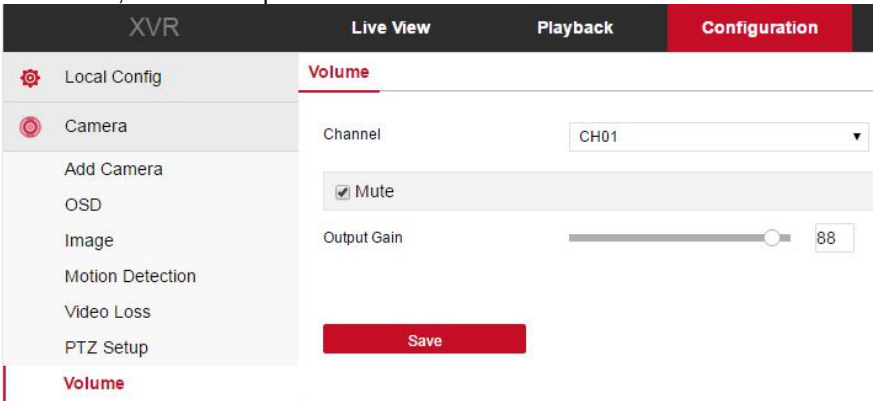 XVR
Live View
Playback
Configuration
Local Config
Volume
Camera
Channel
CH01
Add Camera
Mute
OSD
Image
Output Gain
88
Motion Detection
Video Loss
PTZ Setup
Save
Volume